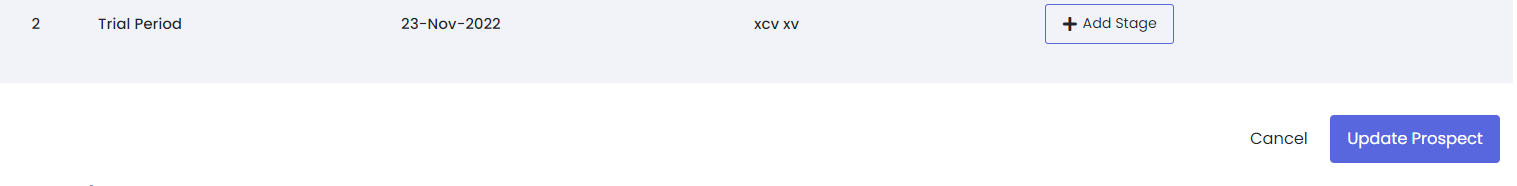 2 Trial Period 23-Nov-2022 xcv xv + Add Stage
Cancel Update Prospect